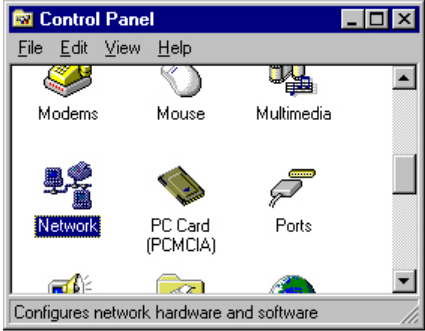 Control Panel
File Edit View Help
Modems Mouse Multimedia
Network PC Card Ports
(PCMCIA)
Configures network hardware and software